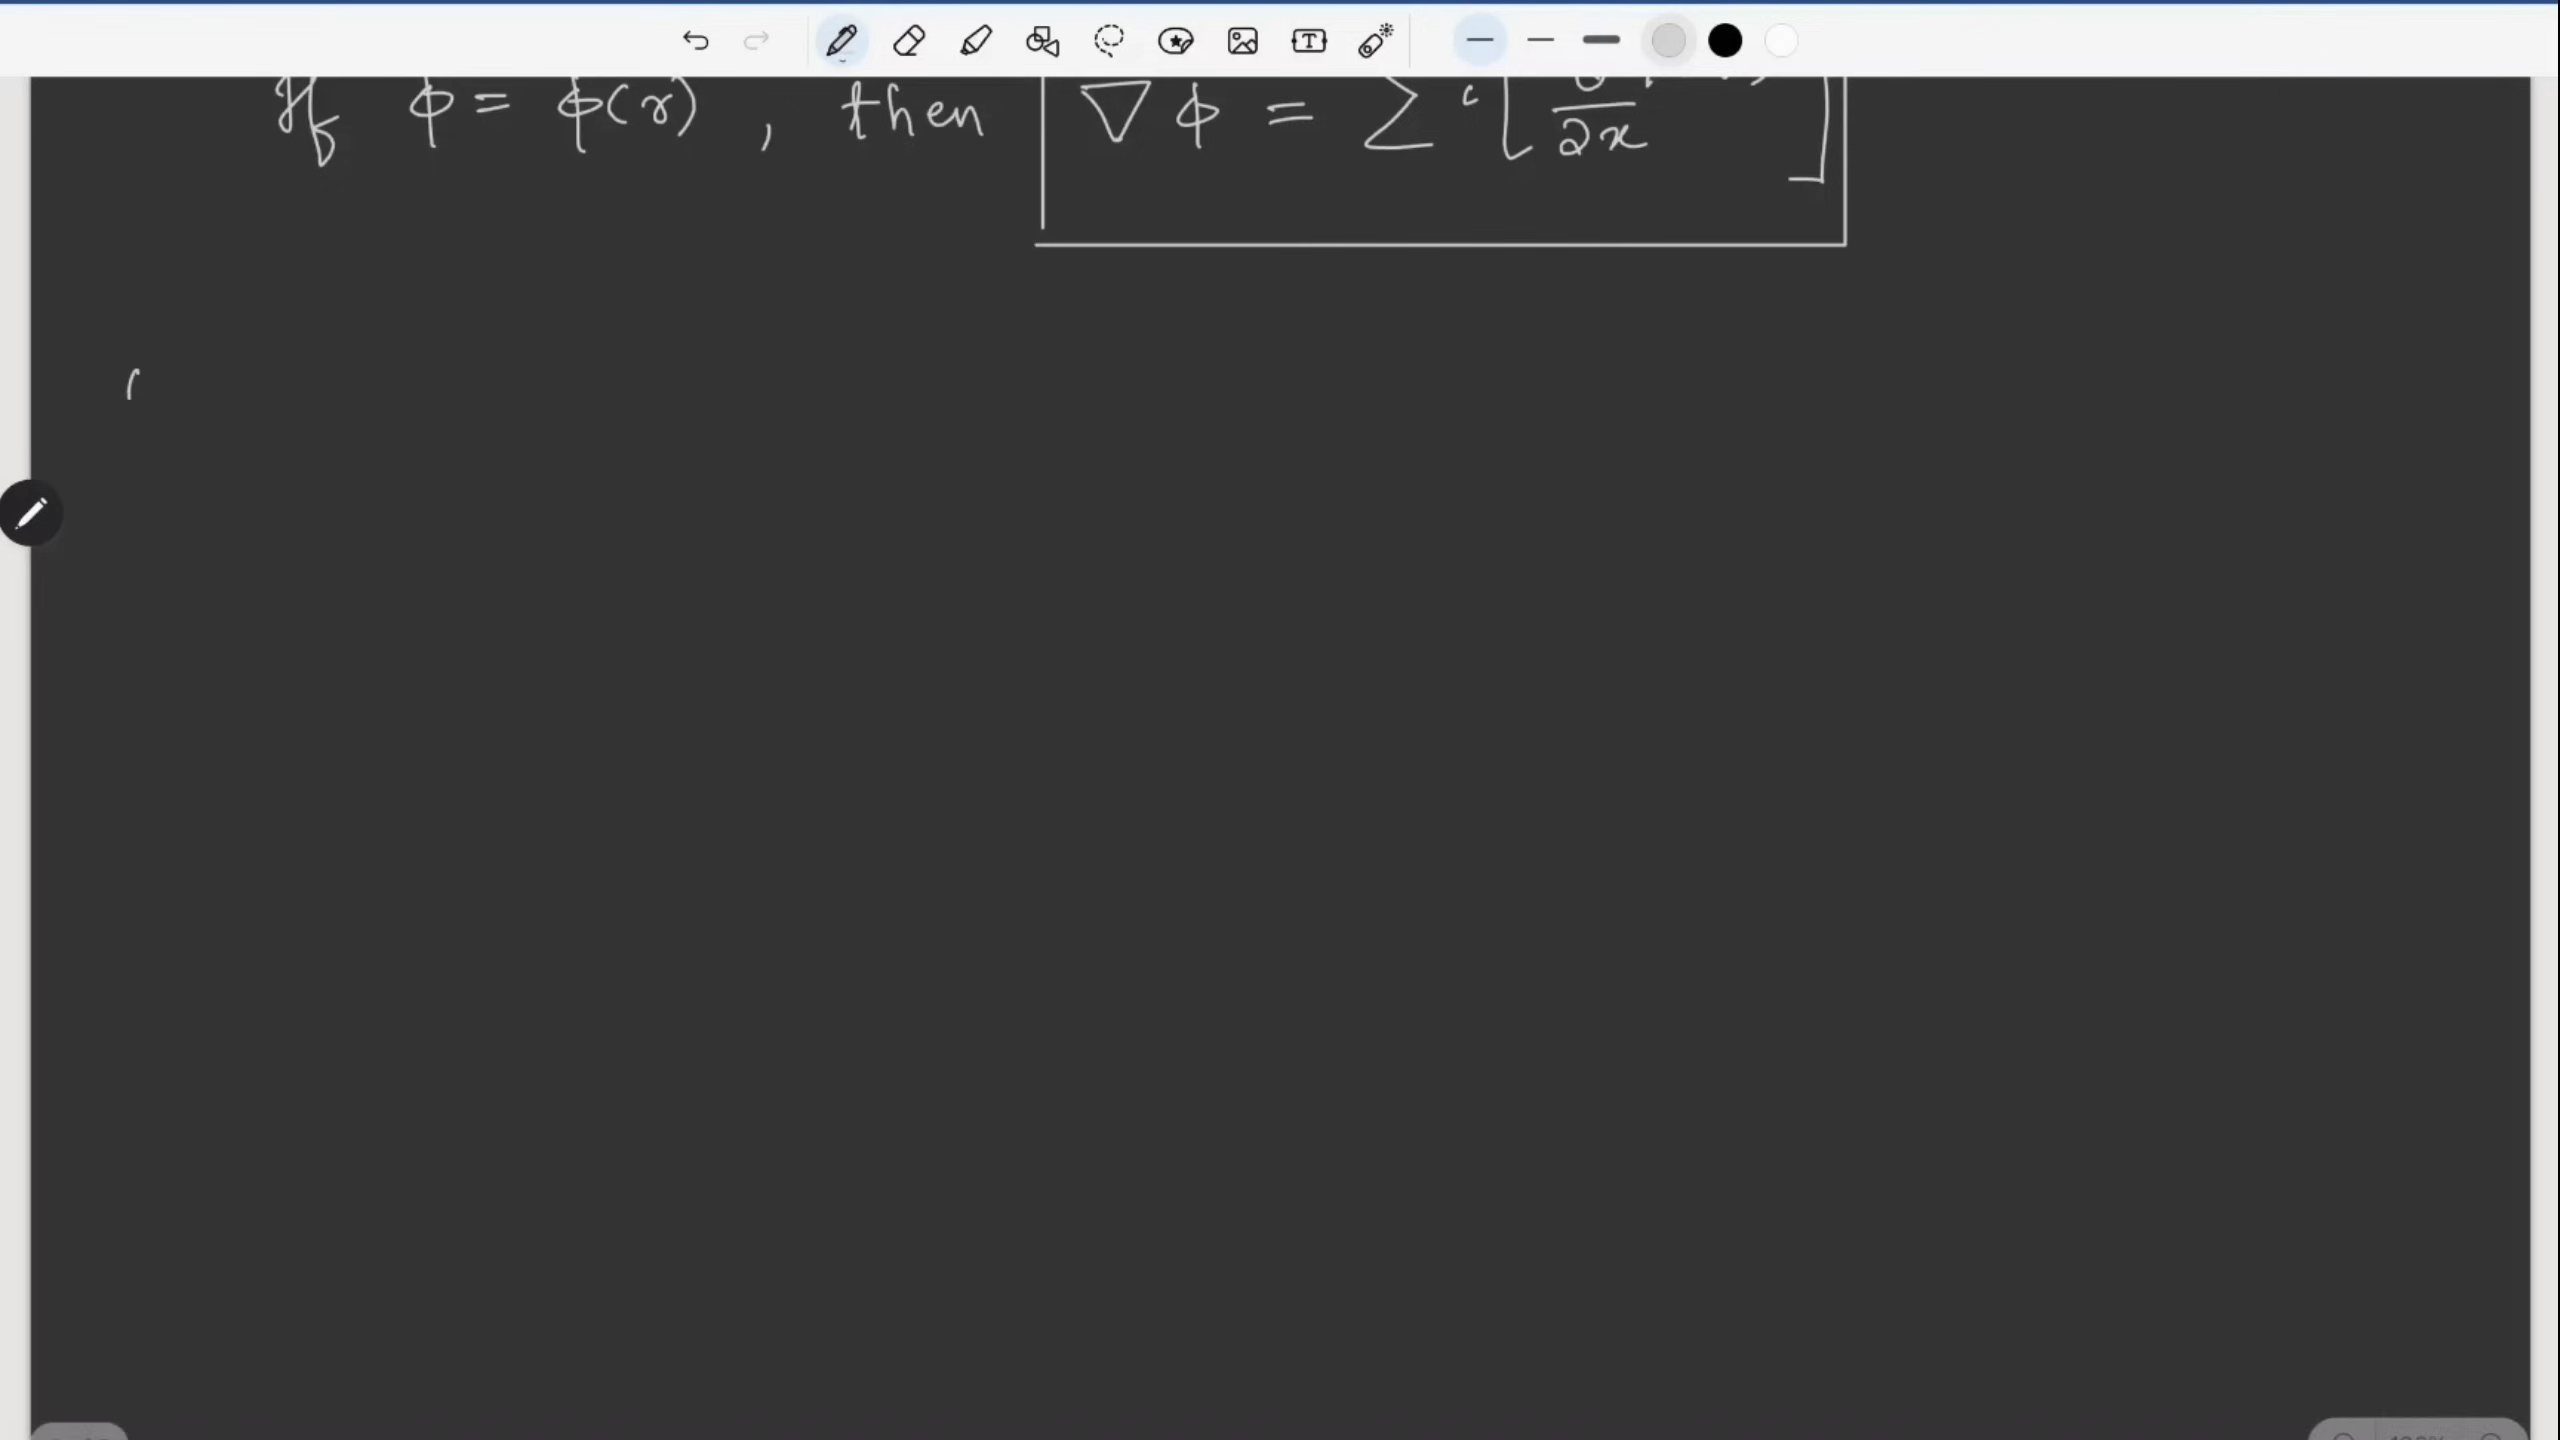 If ϕ = ϕ(r) , then ∇ϕ = Σ i [ ∂/∂x ]